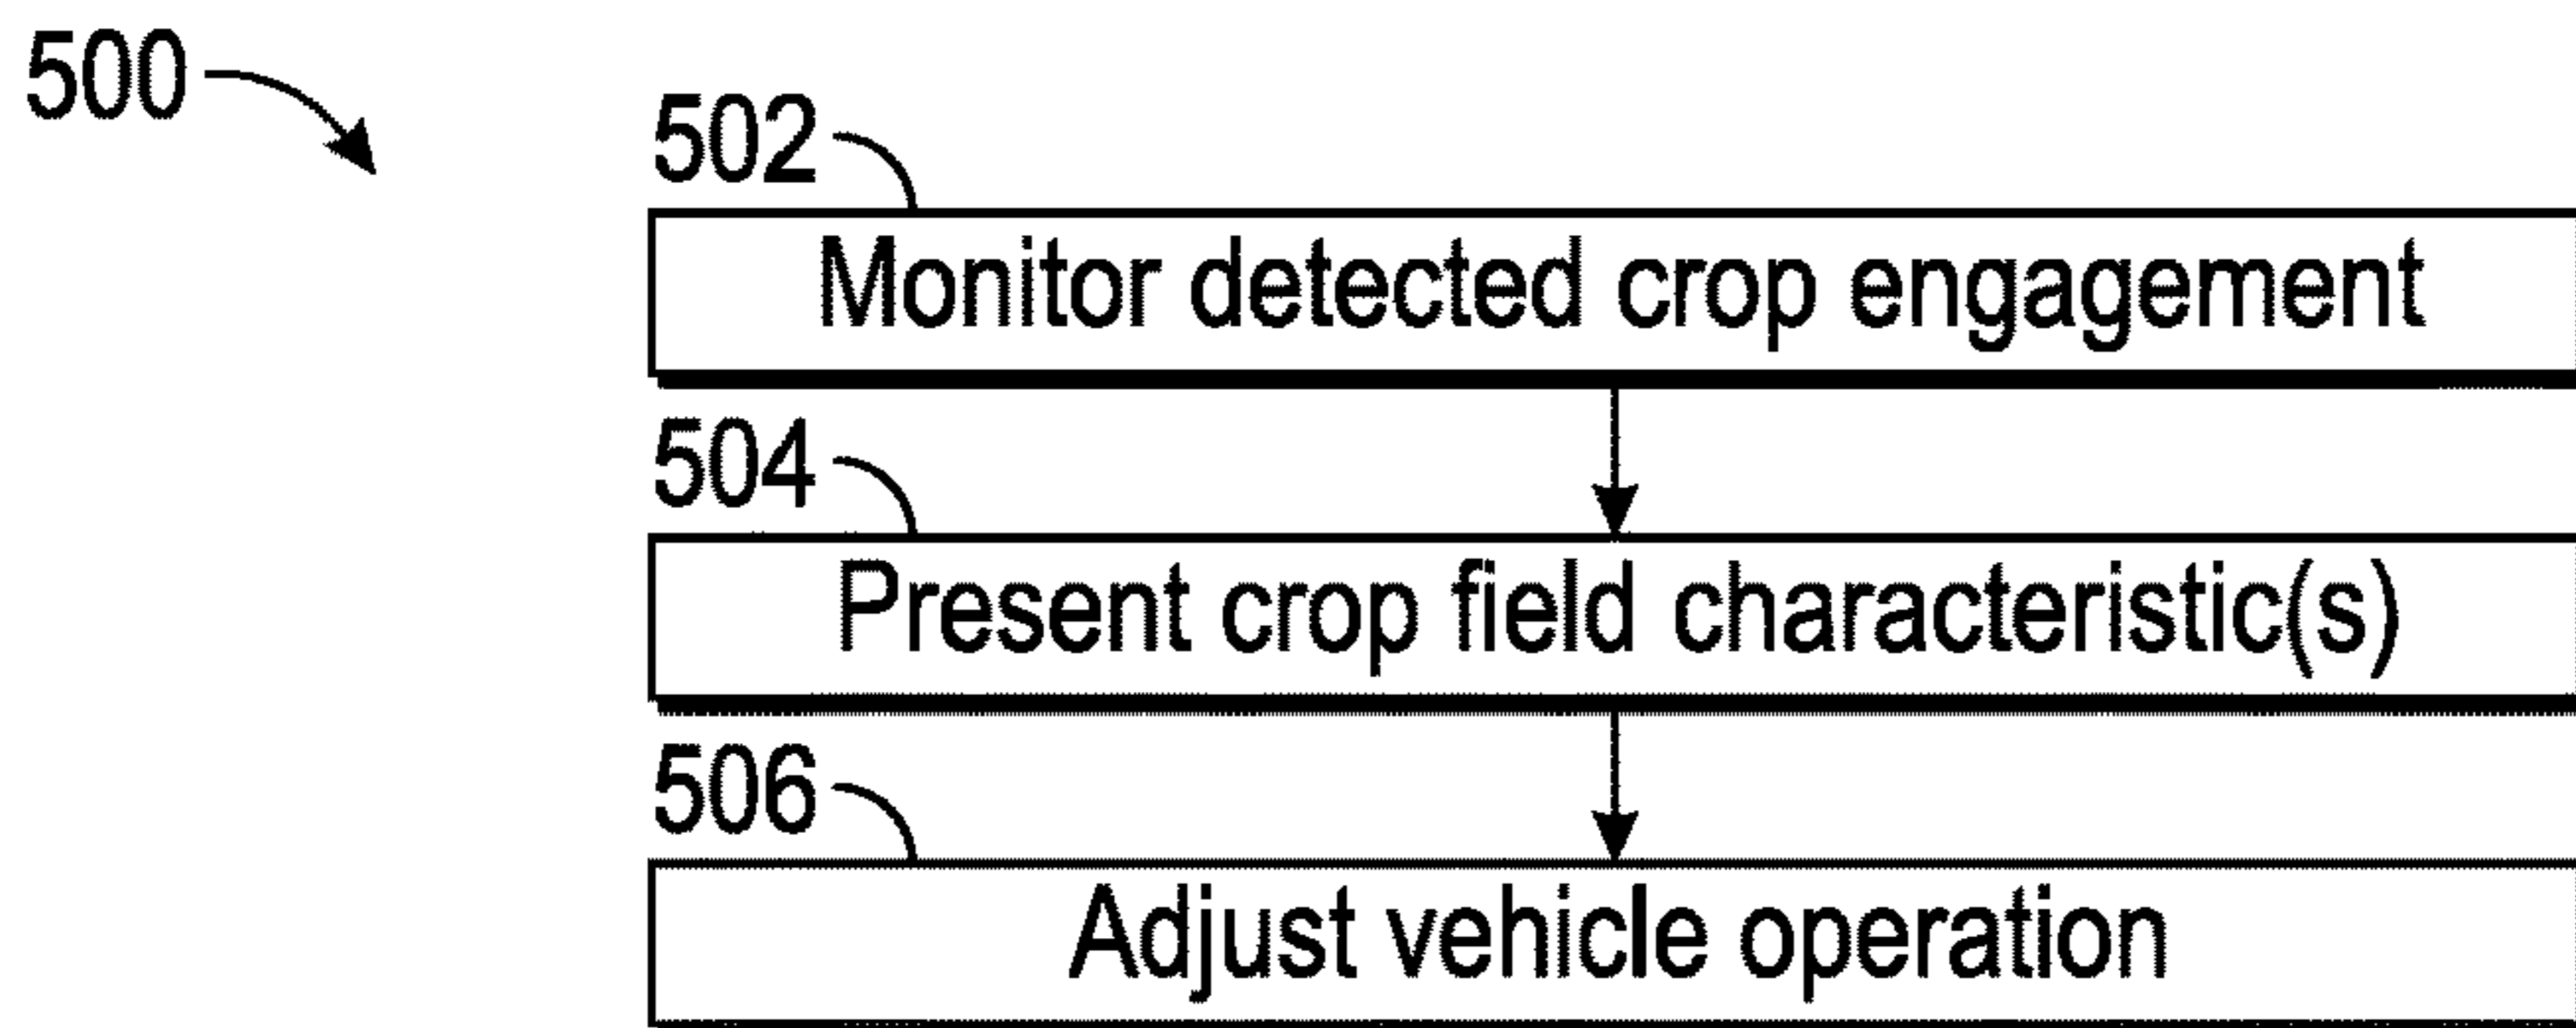 500
502
Monitor detected crop engagement
504
Present crop field characteristic(s)
506
Adjust vehicle operation